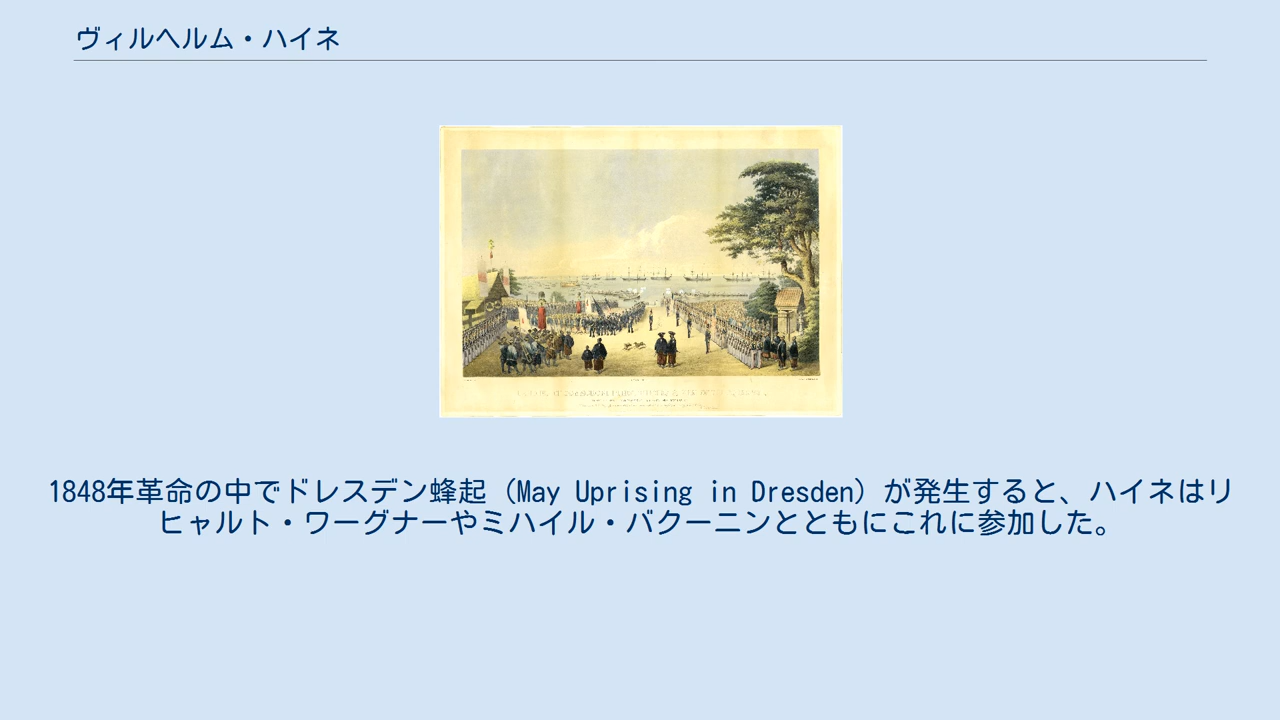 ヴィルヘルム・ハイネ
1848年革命の中でドレスデン蜂起（May Uprising in Dresden）が発生すると、ハイネはリ
ヒャルト・ワーグナーやミハイル・バクーニンとともにこれに参加した。